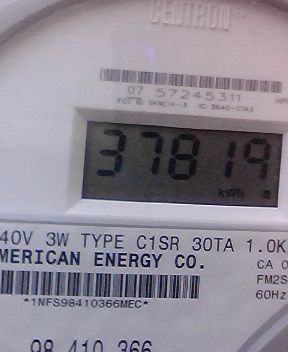 CENTRON®
07 57245311
37819
kWh
40V 3W TYPE C1SR 30TA 1.0K
MERICAN ENERGY CO.
CA 0
FM2S
60Hz
*1NFS98410366MEC*
98 410 366